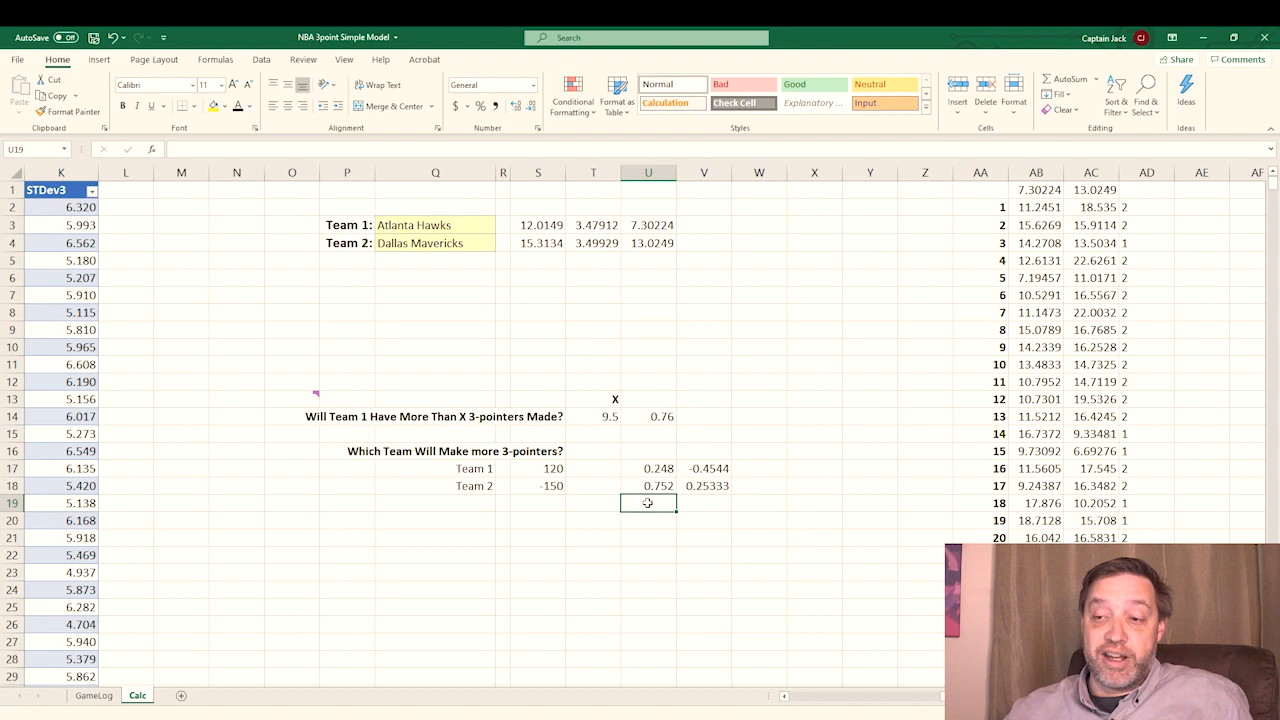 AutoSave Off NBA 3point Simple Model Search Captain Jack CJ
File Home Insert Page Layout Formulas Data Review View Help Acrobat Share Comments
Paste Cut Copy Format Painter Calibri 11 Wrap Text Merge & Center General Conditional Formatting Format as Table Normal Bad Good Neutral Calculation Check Cell Explanatory ... Input Insert Delete Format AutoSum Fill Clear Sort & Filter Find & Select Ideas
Clipboard Font Alignment Number Styles Cells Editing Ideas
U19 fx
K L M N O P Q R S T U V W X Y Z AA AB AC AD AE AF
1 STDev3 7.30224 13.0249
2 6.320 1 11.2451 18.535 2
3 5.993 Team 1: Atlanta Hawks 12.0149 3.47912 7.30224 2 15.6269 15.9114 2
4 6.562 Team 2: Dallas Mavericks 15.3134 3.49929 13.0249 3 14.2708 13.5034 1
5 5.180 4 12.6131 22.6261 2
6 5.207 5 7.19457 11.0171 2
7 5.910 6 10.5291 16.5567 2
8 5.115 7 11.1473 22.0032 2
9 5.810 8 15.0789 16.7685 2
10 5.965 9 14.2339 16.2528 2
11 6.608 10 13.4833 14.7325 2
12 6.190 11 10.7952 14.7119 2
13 5.156 X 12 10.7301 19.5326 2
14 6.017 Will Team 1 Have More Than X 3-pointers Made? 9.5 0.76 13 11.5212 16.4245 2
15 5.273 14 16.7372 9.33481 1
16 6.549 Which Team Will Make more 3-pointers? 15 9.73092 6.69276 1
17 6.135 Team 1 120 0.248 -0.4544 16 11.5605 17.545 2
18 5.420 Team 2 -150 0.752 0.25333 17 9.24387 16.3482 2
19 5.138 18 17.876 10.2052 1
20 6.168 19 18.7128 15.708 1
21 5.918 20 16.042 16.5831 2
22 5.469
23 4.937
24 5.873
25 6.282
26 4.704
27 5.940
28 5.379
29 5.862
GameLog Calc